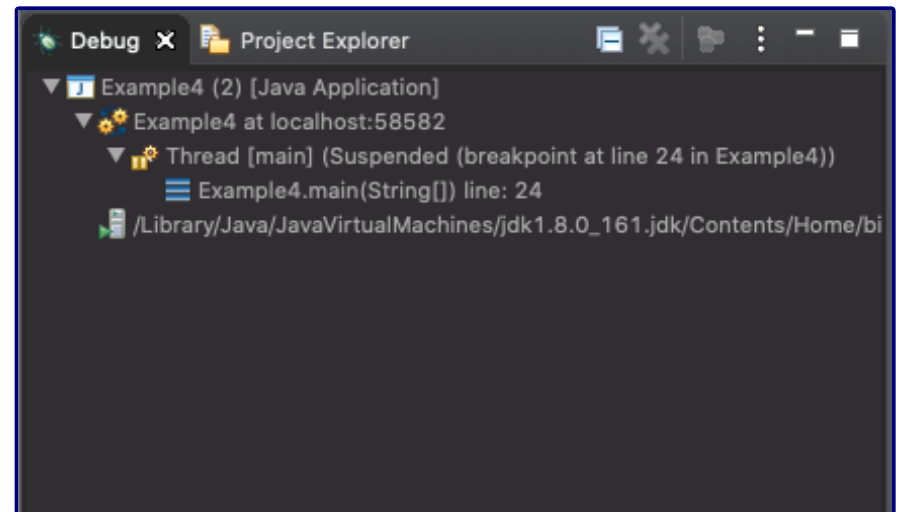 Debug Project Explorer
Example4 (2) [Java Application]
Example4 at localhost:58582
Thread [main] (Suspended (breakpoint at line 24 in Example4))
Example4.main(String[]) line: 24
/Library/Java/JavaVirtualMachines/jdk1.8.0_161.jdk/Contents/Home/bi